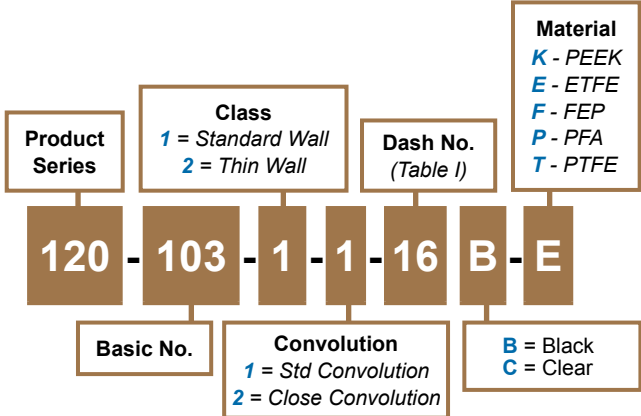 Material
K - PEEK
E - ETFE
F - FEP
P - PFA
T - PTFE
Class
1 = Standard Wall
2 = Thin Wall
Product
Series
Dash No.
(Table I)
120 - 103 - 1 - 1 - 16 B - E
Basic No.
Convolution
1 = Std Convolution
2 = Close Convolution
B = Black
C = Clear